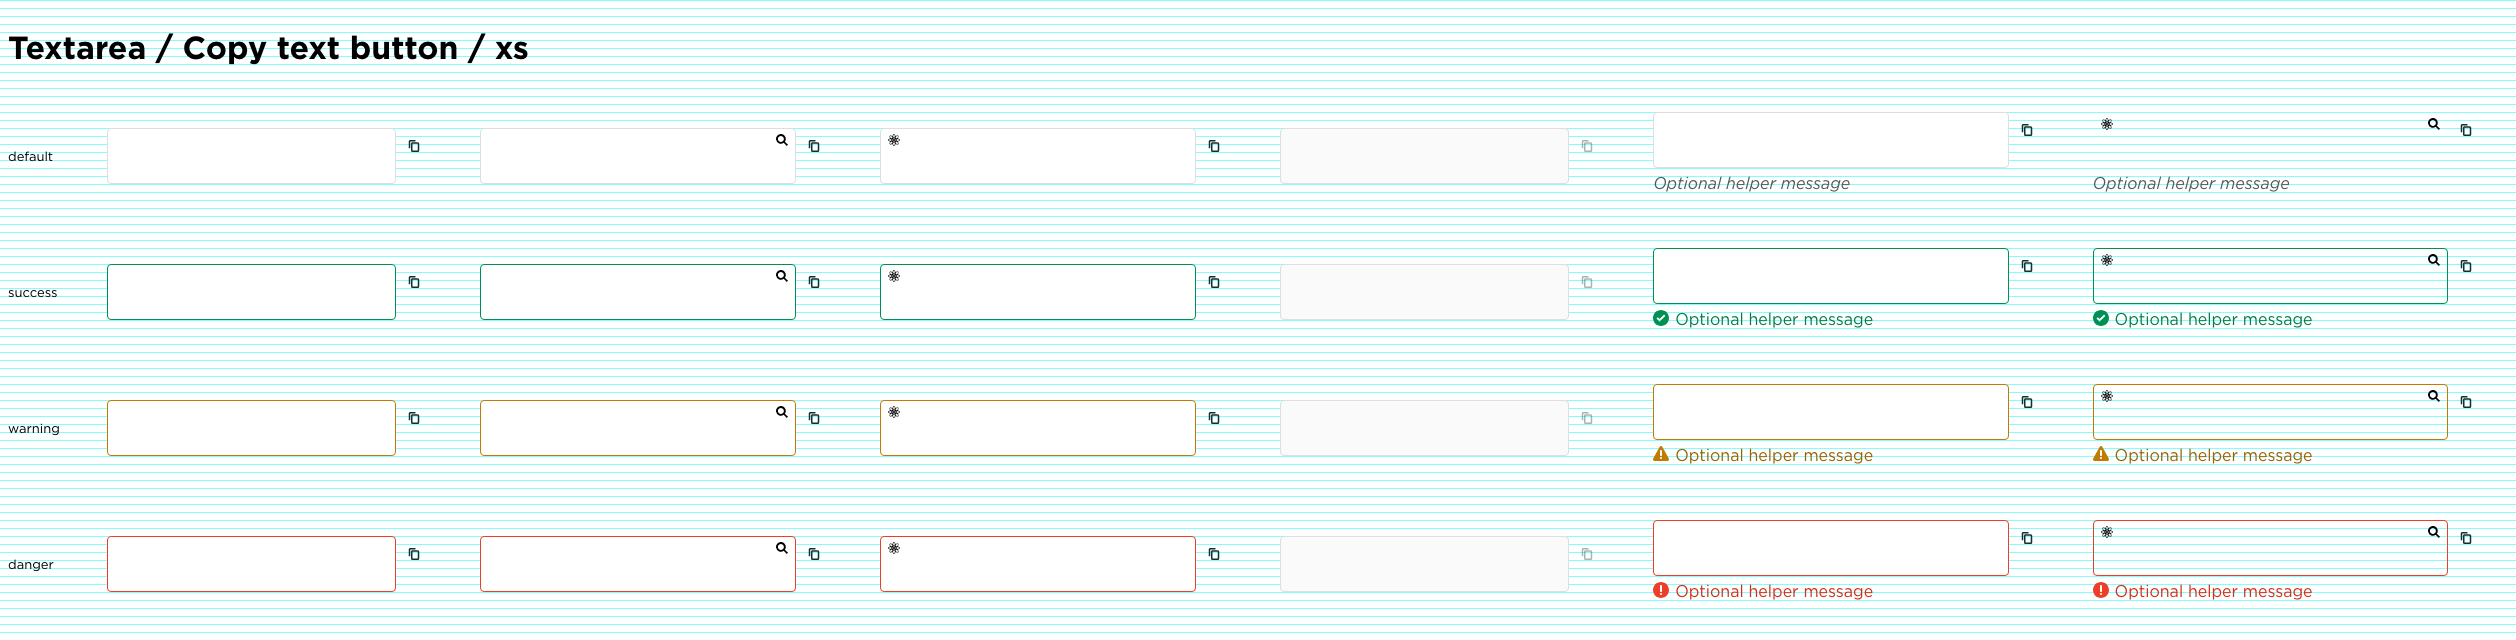 Textarea / Copy text button / xs
default
Optional helper message
Optional helper message
success
Optional helper message
Optional helper message
warning
Optional helper message
Optional helper message
danger
Optional helper message
Optional helper message